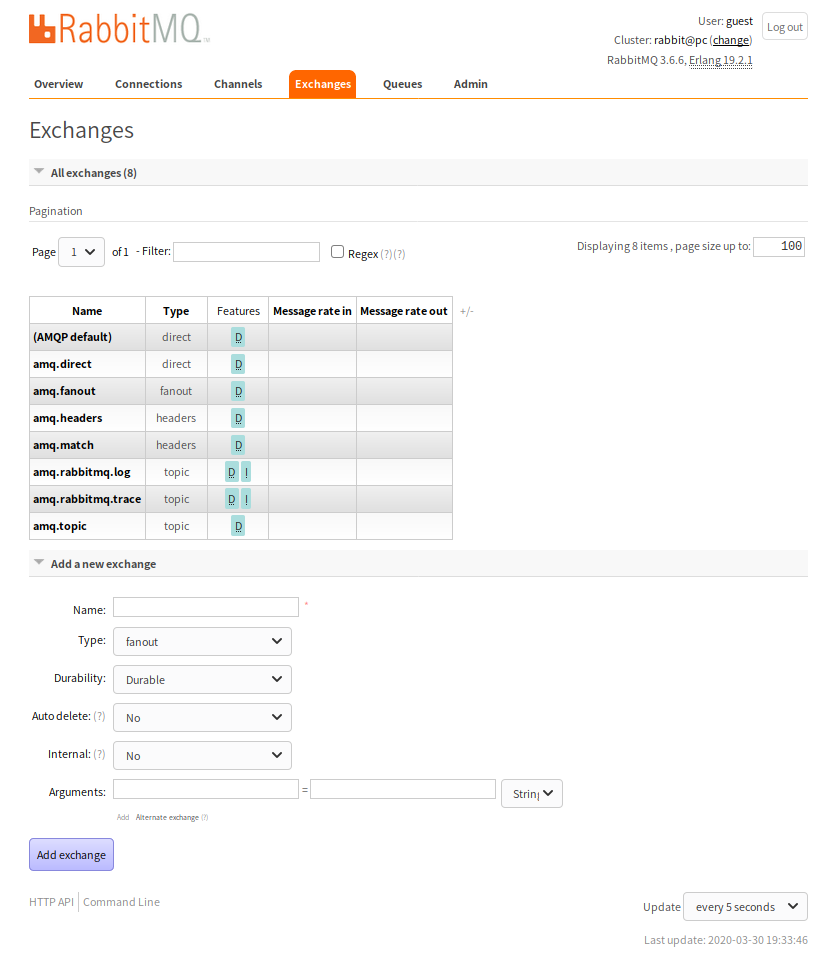 RabbitMQ TM
User: guest
Log out
Cluster: rabbit@pc (change)
RabbitMQ 3.6.6, Erlang 19.2.1
Overview Connections Channels Exchanges Queues Admin
Exchanges
All exchanges (8)
Pagination
Page 1 of 1 - Filter: Regex (?)(?) Displaying 8 items , page size up to: 100
Name Type Features Message rate in Message rate out +/-
(AMQP default) direct D
amq.direct direct D
amq.fanout fanout D
amq.headers headers D
amq.match headers D
amq.rabbitmq.log topic D I
amq.rabbitmq.trace topic D I
amq.topic topic D
Add a new exchange
Name: *
Type: fanout
Durability: Durable
Auto delete: (?) No
Internal: (?) No
Arguments: = String
Add Alternate exchange (?)
Add exchange
HTTP API Command Line
Update every 5 seconds
Last update: 2020-03-30 19:33:46